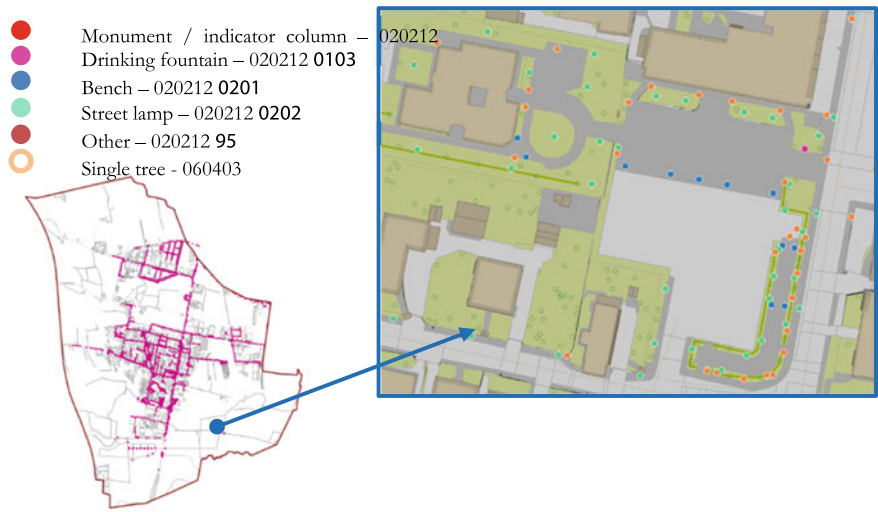 Monument / indicator column – 020212
Drinking fountain – 020212 0103
Bench – 020212 0201
Street lamp – 020212 0202
Other – 020212 95
Single tree - 060403